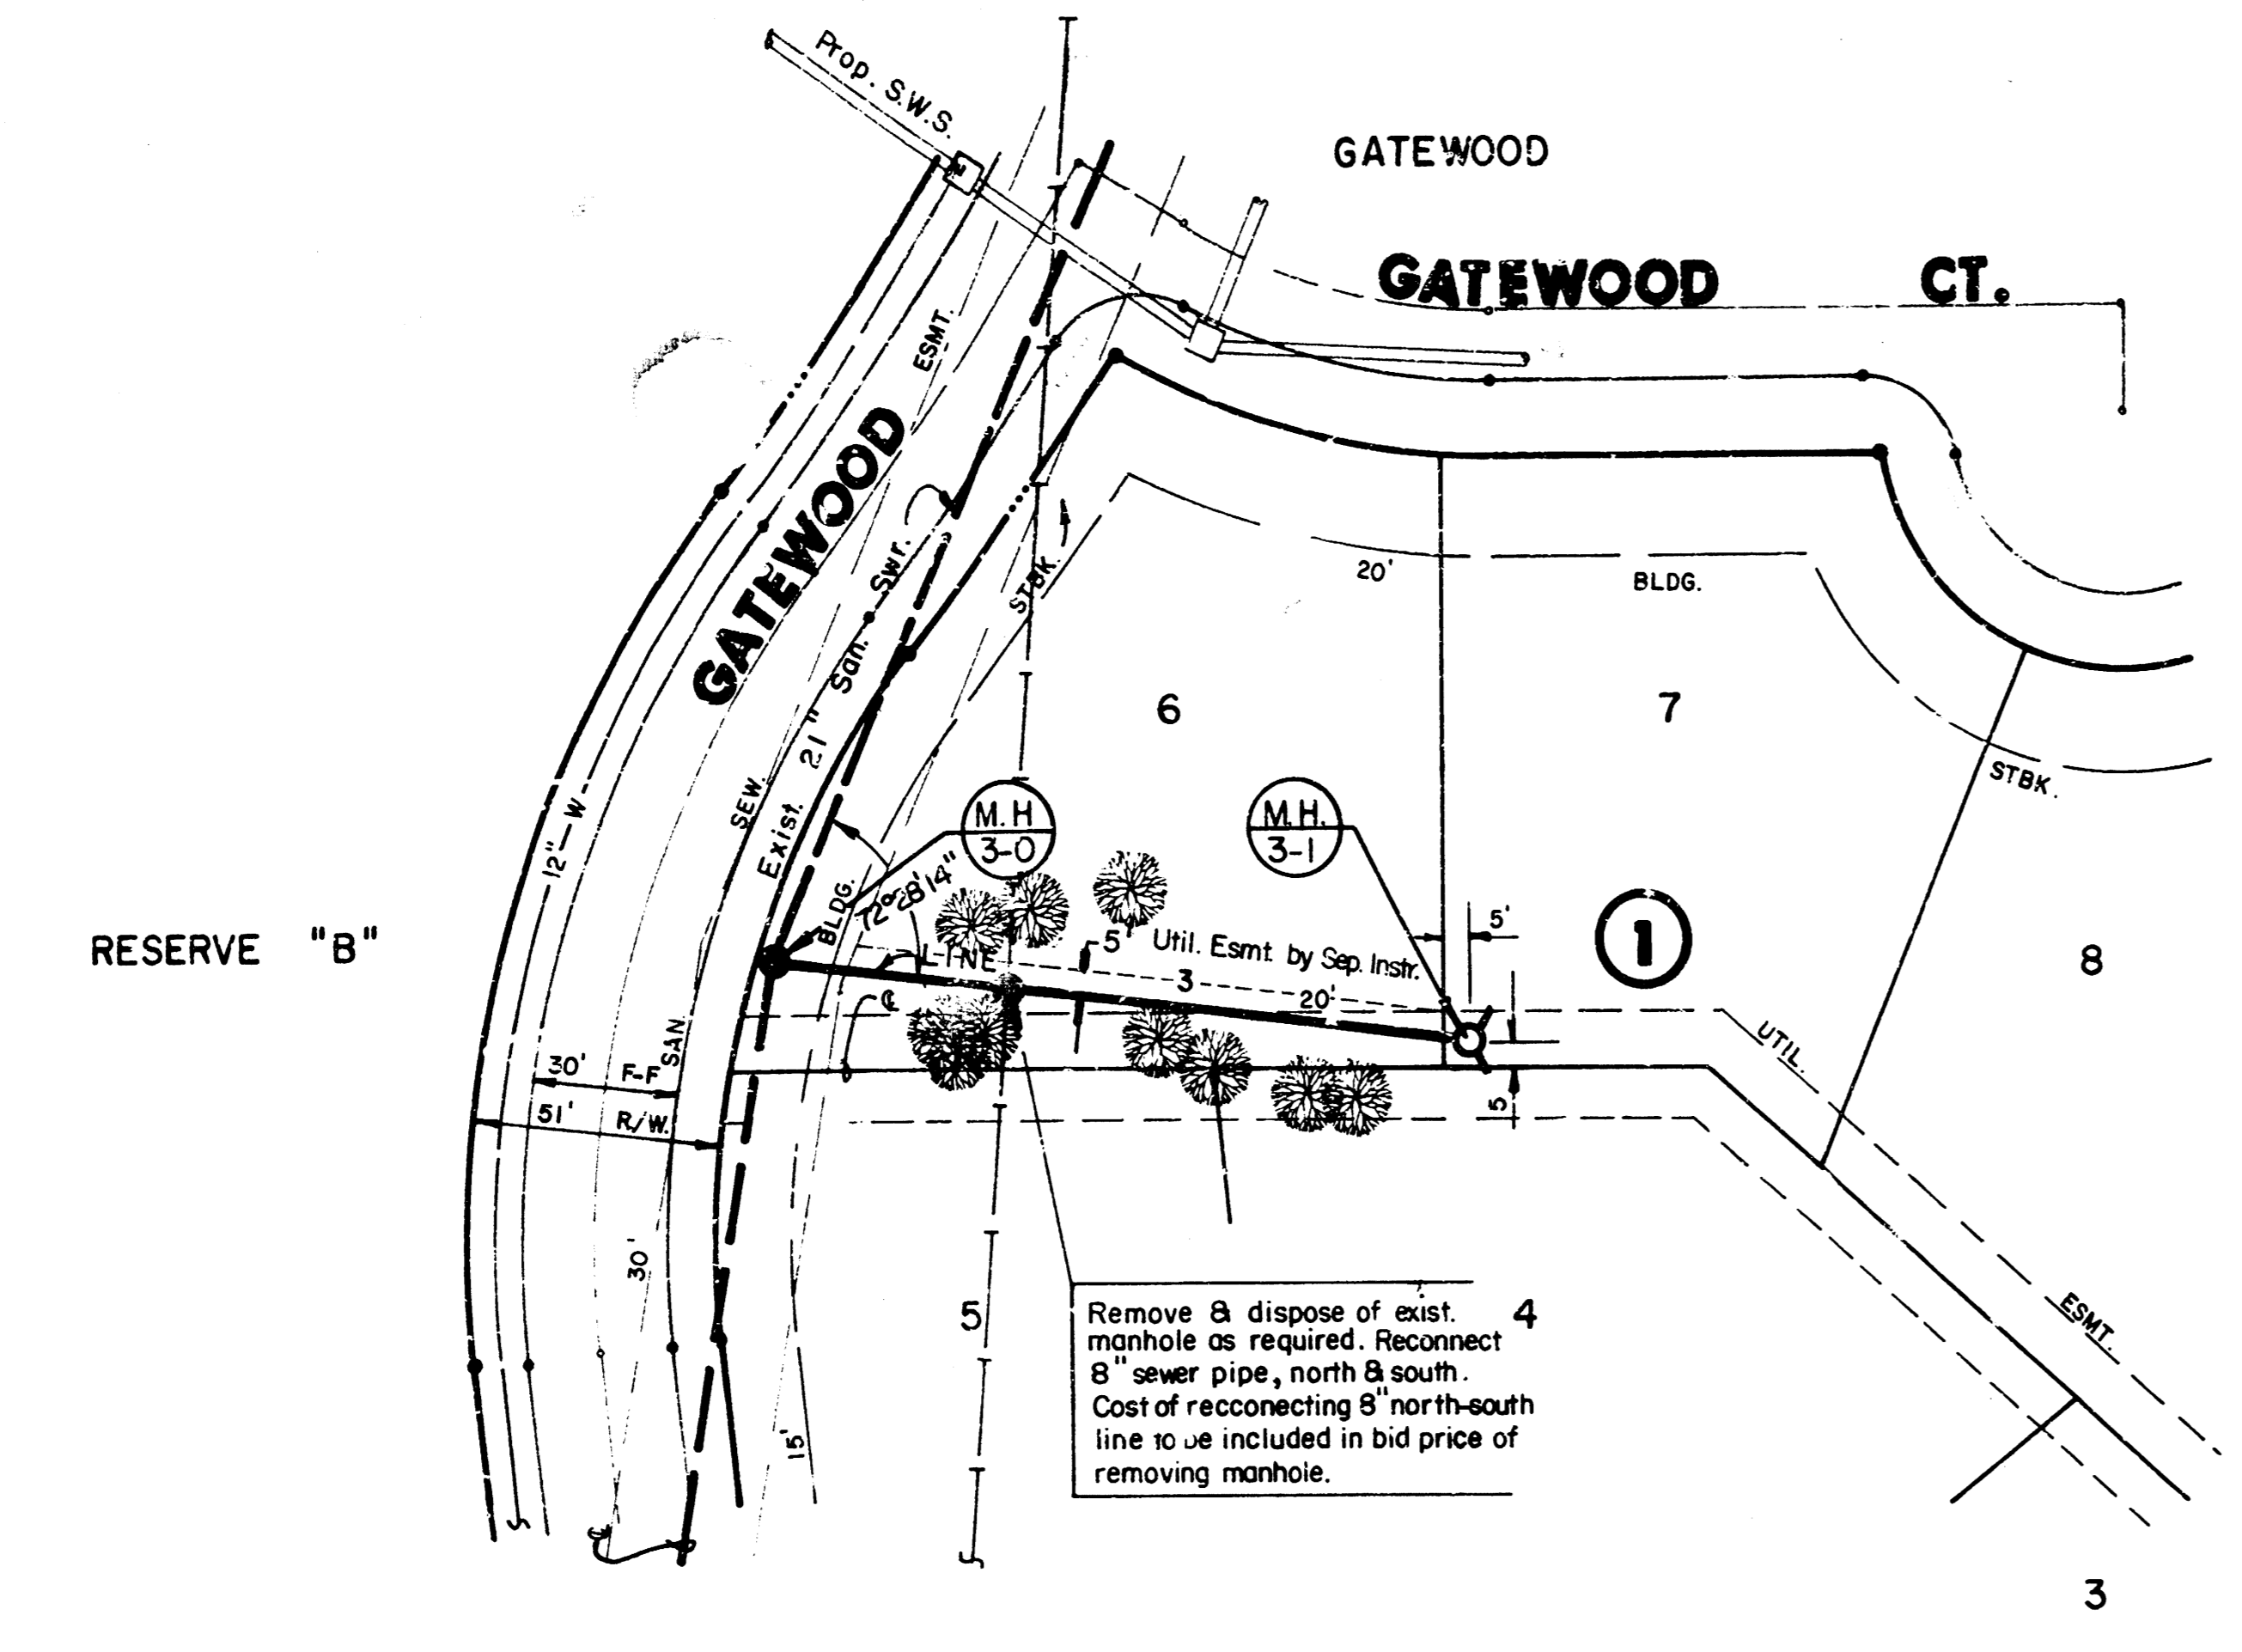 Prop. S.W.S.
GATEWOOD
GATEWOOD CT.
ESMT.
GATEWOOD
STBK.
20'
BLDG.
Exist. 21" San. Swr.
SEW.
6
7
STBK.
12" W
M.H
3-0
M.H.
3-1
72°28'14"
BLDG.
RESERVE "B"
5' Util. Esmt. by Sep. Instr.
5'
1
8
LINE 3
20'
℄
UTIL.
SAN.
30' F-F
51' R/W.
5
30'
5
4
ESMT.
Remove & dispose of exist.
manhole as required. Reconnect
8" sewer pipe, north & south.
Cost of recconecting 8" north-south
line to be included in bid price of
removing manhole.
15'
℄
3